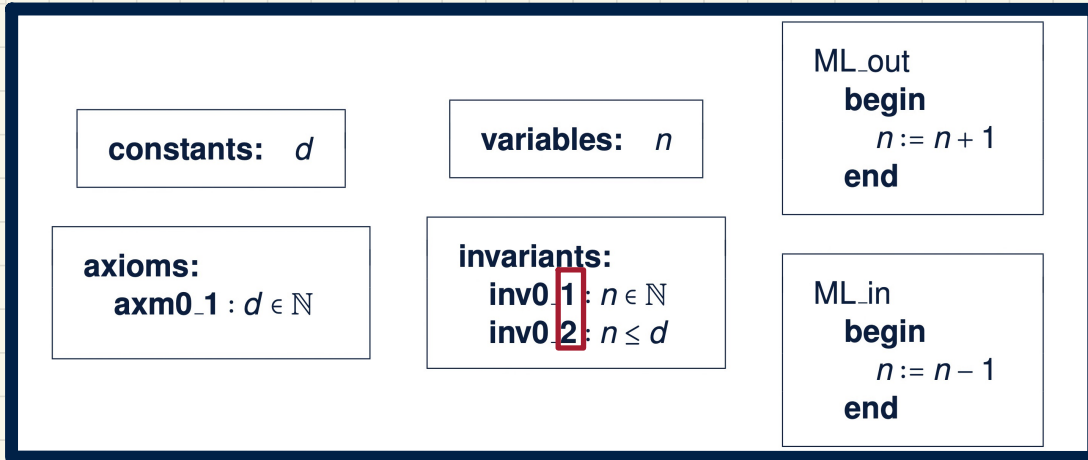 constants: d
axioms:
axm0_1 : d ∈ ℕ
variables: n
invariants:
inv0_1 : n ∈ ℕ
inv0_2 : n ≤ d
ML_out
begin
n := n + 1
end
ML_in
begin
n := n − 1
end